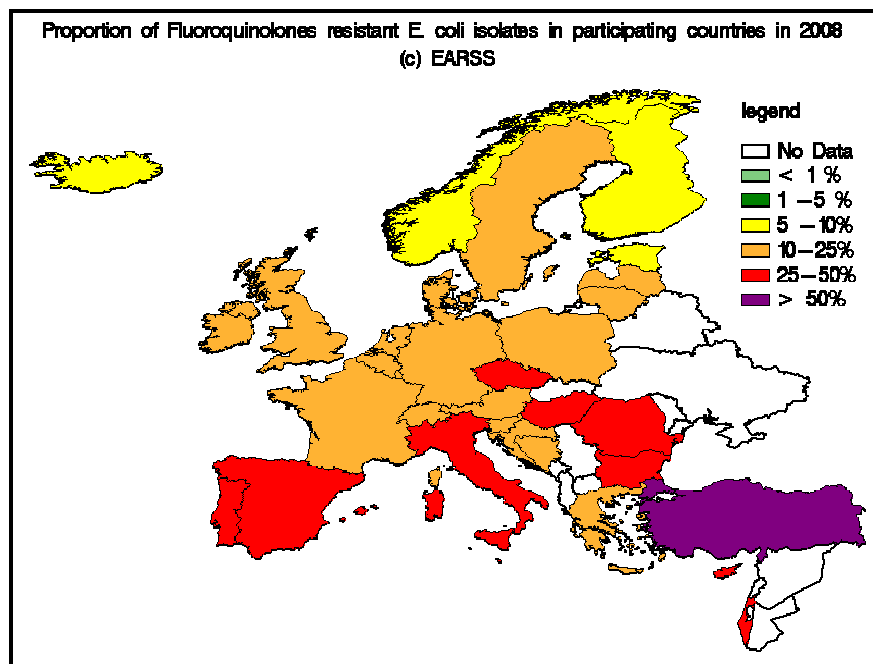 Proportion of Fluoroquinolones resistant E. coli isolates in participating countries in 2008
(c) EARSS
legend
No Data
< 1 %
1 -5 %
5 -10%
10-25%
25-50%
> 50%